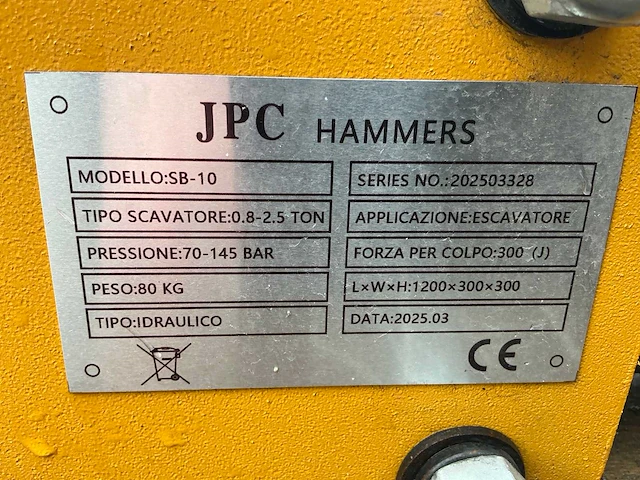 JPC HAMMERS
MODELLO:SB-10
SERIES NO.:202503328
TIPO SCAVATORE:0.8-2.5 TON
APPLICAZIONE:ESCAVATORE
PRESSIONE:70-145 BAR
FORZA PER COLPO:300 (J)
PESO:80 KG
L×W×H:1200×300×300
TIPO:IDRAULICO
DATA:2025.03
CE